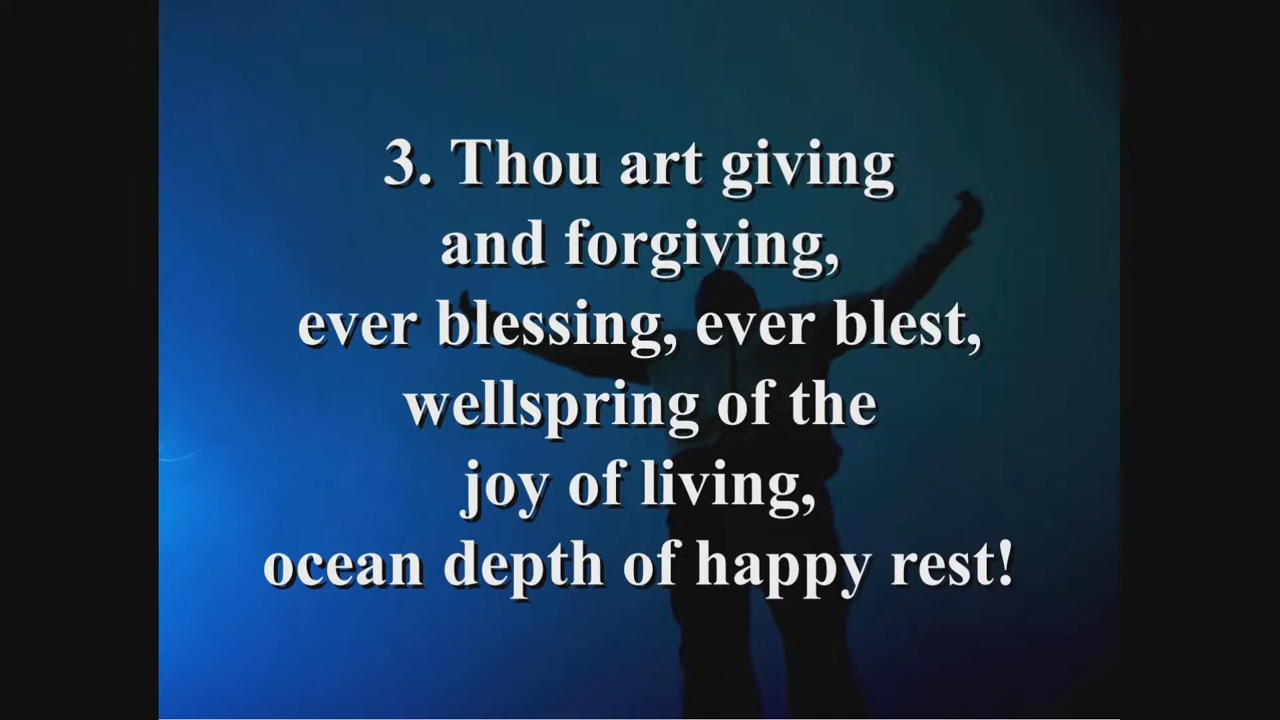 3. Thou art giving
and forgiving,
ever blessing, ever blest,
wellspring of the
joy of living,
ocean depth of happy rest!